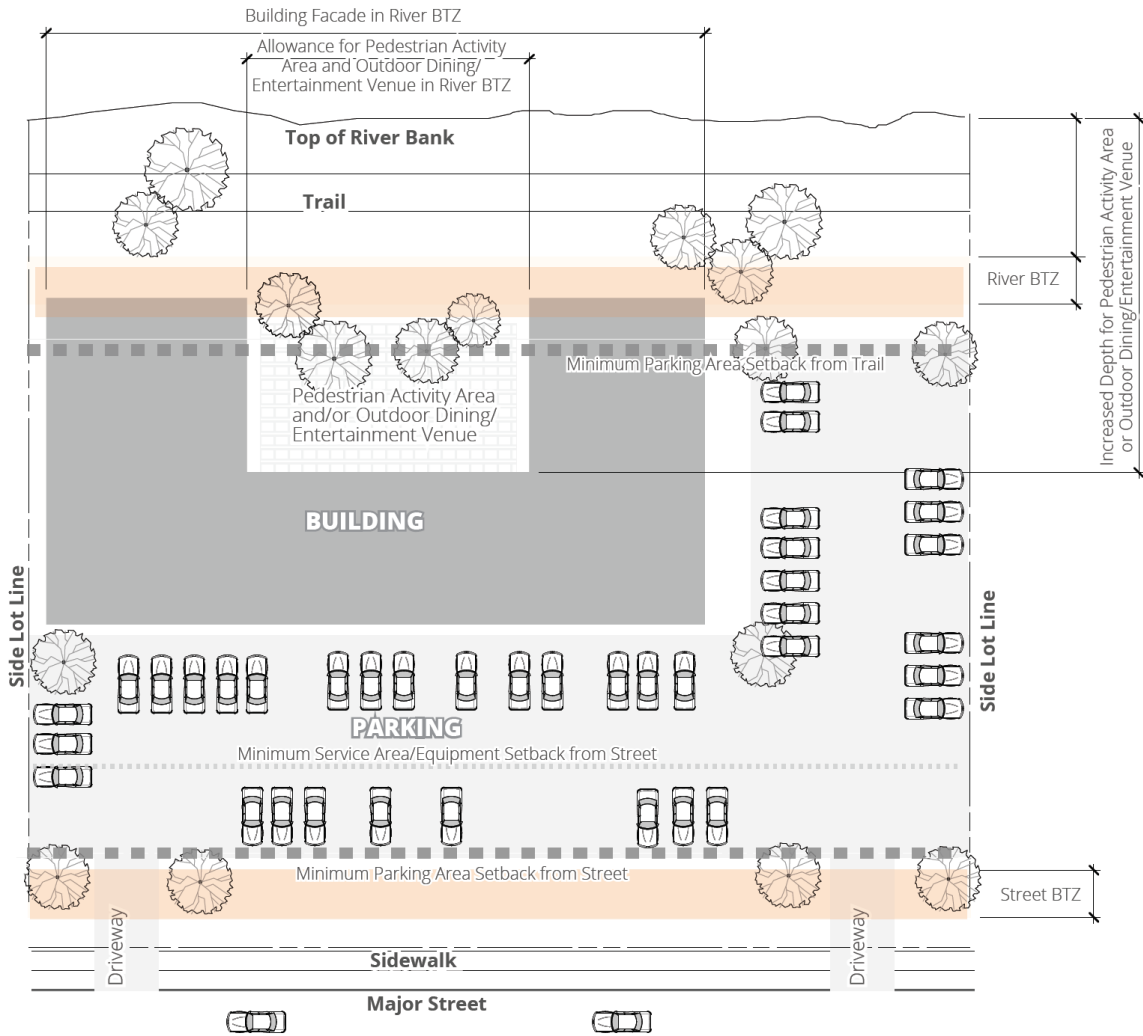 Building Facade in River BTZ
Allowance for Pedestrian Activity
Area and Outdoor Dining/
Entertainment Venue in River BTZ
Top of River Bank
Trail
Increased Depth for Pedestrian Activity Area
or Outdoor Dining/Entertainment Venue
River BTZ
Minimum Parking Area Setback from Trail
Pedestrian Activity Area
and/or Outdoor Dining/
Entertainment Venue
BUILDING
Side Lot Line
Side Lot Line
PARKING
Minimum Service Area/Equipment Setback from Street
Minimum Parking Area Setback from Street
Street BTZ
Driveway
Driveway
Sidewalk
Major Street